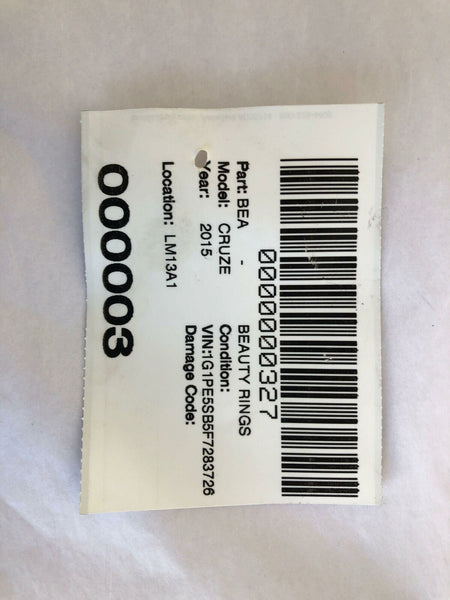 0000000327
Part: BEA - BEAUTY RINGS
Model: CRUZE Condition:
Year: 2015 VIN:1G1PE5SB5F7283726
Damage Code:
Location: LM13A1
000003